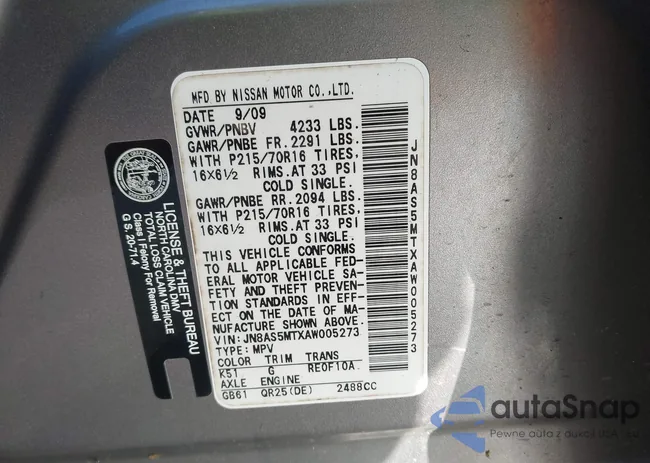 MFD. BY NISSAN MOTOR CO.,LTD.
DATE 9/09
GVWR/PNBV 4233 LBS.
GAWR/PNBE FR. 2291 LBS.
WITH P215/70R16 TIRES,
16X6½ RIMS. AT 33 PSI
COLD SINGLE.
GAWR/PNBE RR. 2094 LBS.
WITH P215/70R16 TIRES,
16X6½ RIMS. AT 33 PSI
COLD SINGLE.
THIS VEHICLE CONFORMS
TO ALL APPLICABLE FED-
ERAL MOTOR VEHICLE SA-
FETY AND THEFT PREVENTION
STANDARDS IN EFF-
ECT ON THE DATE OF MA-
NUFACTURE SHOWN ABOVE.
VIN: JN8AS5MTXAW005273
TYPE: MPV
COLOR TRIM TRANS
K51 G RE0F10A
AXLE ENGINE
GB61 QR25(DE) 2488CC
JN8AS5MTXAW005273
LICENSE & THEFT BUREAU
NORTH CAROLINA DMV
TOTAL LOSS CLAIM VEHICLE
Class I Felony For Removal
G.S. 20-71.4
autaSnap
Pewne auta z duszą